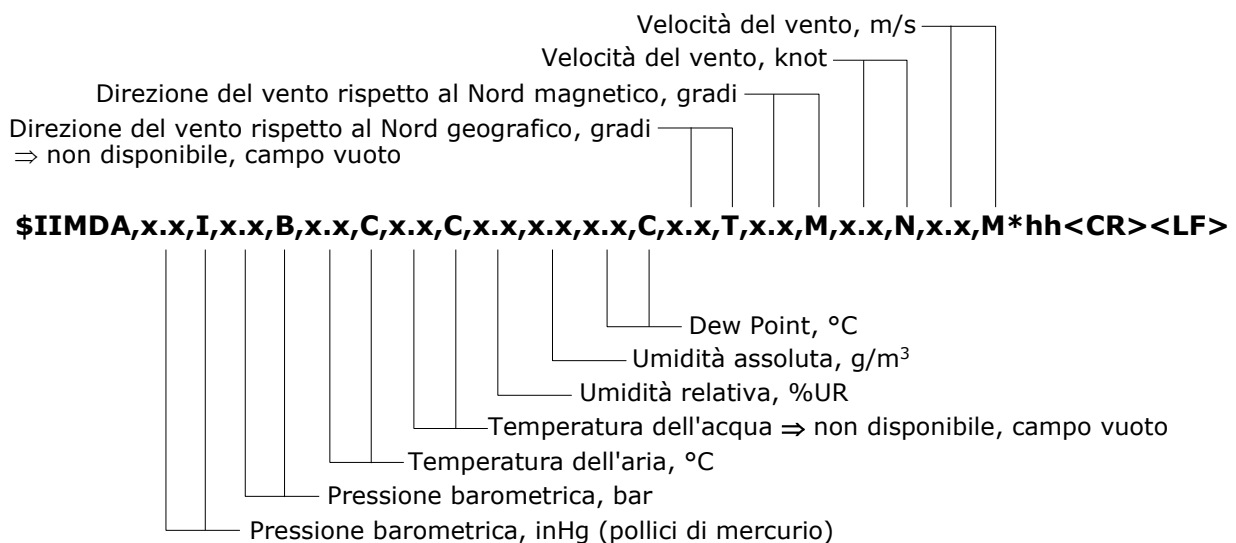 Velocità del vento, m/s
Velocità del vento, knot
Direzione del vento rispetto al Nord magnetico, gradi
Direzione del vento rispetto al Nord geografico, gradi
⇒ non disponibile, campo vuoto
$IIMDA,x.x,I,x.x,B,x.x,C,x.x,C,x.x,x.x,x.x,C,x.x,T,x.x,M,x.x,N,x.x,M*hh<CR><LF>
Dew Point, °C
Umidità assoluta, g/m³
Umidità relativa, %UR
Temperatura dell'acqua ⇒ non disponibile, campo vuoto
Temperatura dell'aria, °C
Pressione barometrica, bar
Pressione barometrica, inHg (pollici di mercurio)